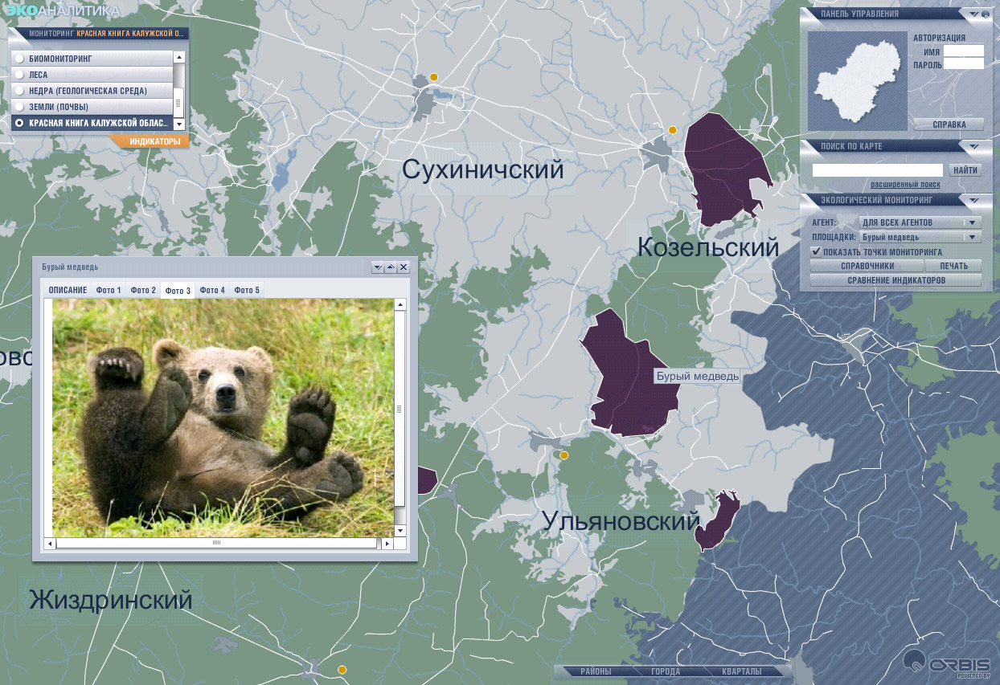 ЭКОАНАЛИТИКА
МОНИТОРИНГ КРАСНАЯ КНИГА КАЛУЖСКОЙ О...
БИОМОНИТОРИНГ
ЛЕСА
НЕДРА (ГЕОЛОГИЧЕСКАЯ СРЕДА)
ЗЕМЛИ (ПОЧВЫ)
КРАСНАЯ КНИГА КАЛУЖСКОЙ ОБЛАС...
ИНДИКАТОРЫ
ПАНЕЛЬ УПРАВЛЕНИЯ
АВТОРИЗАЦИЯ
ИМЯ
ПАРОЛЬ
СПРАВКА
ПОИСК ПО КАРТЕ
НАЙТИ
расширенный поиск
ЭКОЛОГИЧЕСКИЙ МОНИТОРИНГ
АГЕНТ: ДЛЯ ВСЕХ АГЕНТОВ
ПЛОЩАДКИ: Бурый медведь
ПОКАЗАТЬ ТОЧКИ МОНИТОРИНГА
СПРАВОЧНИКИ ПЕЧАТЬ
СРАВНЕНИЕ ИНДИКАТОРОВ
Сухиничский
Козельский
Бурый медведь
ОПИСАНИЕ Фото 1 Фото 2 Фото 3 Фото 4 Фото 5
Бурый медведь
Ульяновский
Жиздринский
РАЙОНЫ ГОРОДА КВАРТАЛЫ
ORBIS
POWERED BY